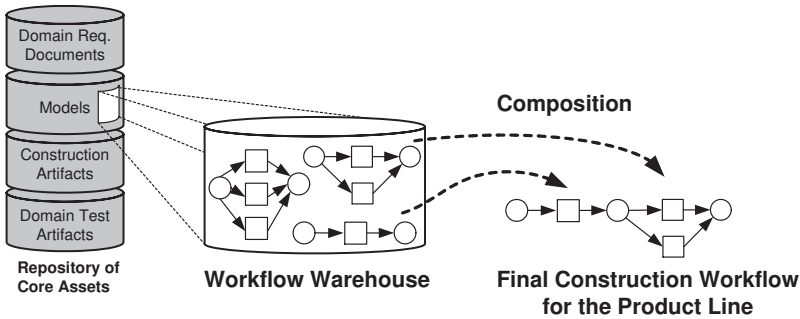 Domain Req.
Documents
Models
Construction
Artifacts
Domain Test
Artifacts
Repository of
Core Assets
Workflow Warehouse
Composition
Final Construction Workflow
for the Product Line